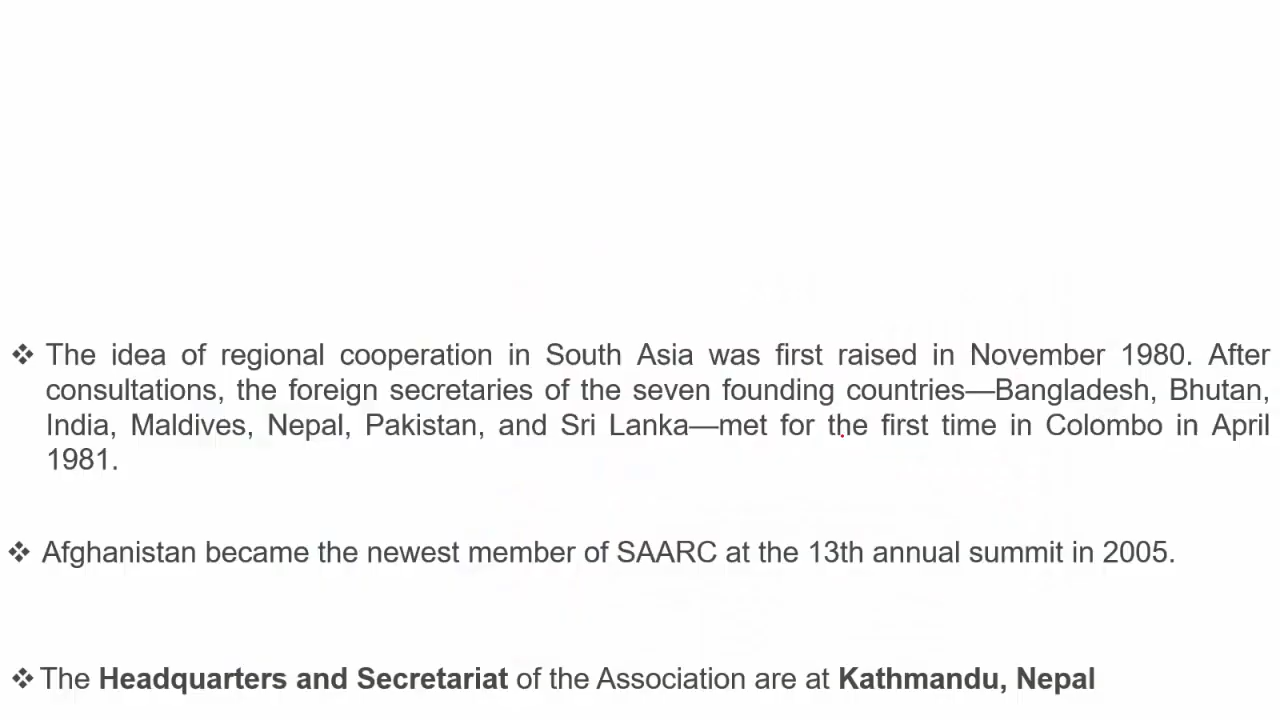 ❖ The idea of regional cooperation in South Asia was first raised in November 1980. After
consultations, the foreign secretaries of the seven founding countries—Bangladesh, Bhutan,
India, Maldives, Nepal, Pakistan, and Sri Lanka—met for the first time in Colombo in April
1981.
❖ Afghanistan became the newest member of SAARC at the 13th annual summit in 2005.
❖ The Headquarters and Secretariat of the Association are at Kathmandu, Nepal